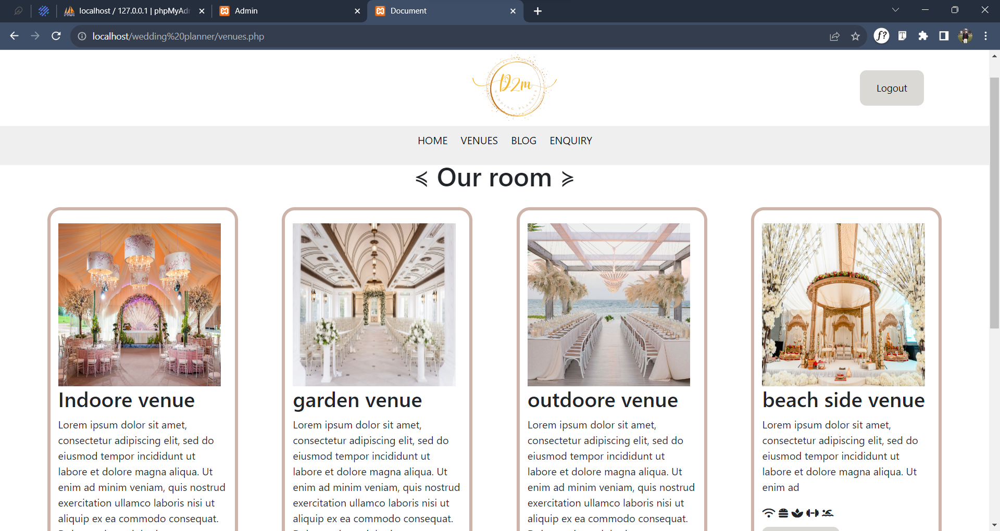 localhost / 127.0.0.1 | phpMyAdm
Admin
Document
localhost/wedding%20planner/venues.php
D2m
WEDDING PLANNER
Logout
HOME VENUES BLOG ENQUIRY
⪕ Our room ⪖
Indoore venue
Lorem ipsum dolor sit amet,
consectetur adipiscing elit, sed do
eiusmod tempor incididunt ut
labore et dolore magna aliqua. Ut
enim ad minim veniam, quis nostrud
exercitation ullamco laboris nisi ut
aliquip ex ea commodo consequat.
garden venue
Lorem ipsum dolor sit amet,
consectetur adipiscing elit, sed do
eiusmod tempor incididunt ut
labore et dolore magna aliqua. Ut
enim ad minim veniam, quis nostrud
exercitation ullamco laboris nisi ut
aliquip ex ea commodo consequat.
outdoore venue
Lorem ipsum dolor sit amet,
consectetur adipiscing elit, sed do
eiusmod tempor incididunt ut
labore et dolore magna aliqua. Ut
enim ad minim veniam, quis nostrud
exercitation ullamco laboris nisi ut
aliquip ex ea commodo consequat.
beach side venue
Lorem ipsum dolor sit amet,
consectetur adipiscing elit, sed do
eiusmod tempor incididunt ut
labore et dolore magna aliqua. Ut
enim ad